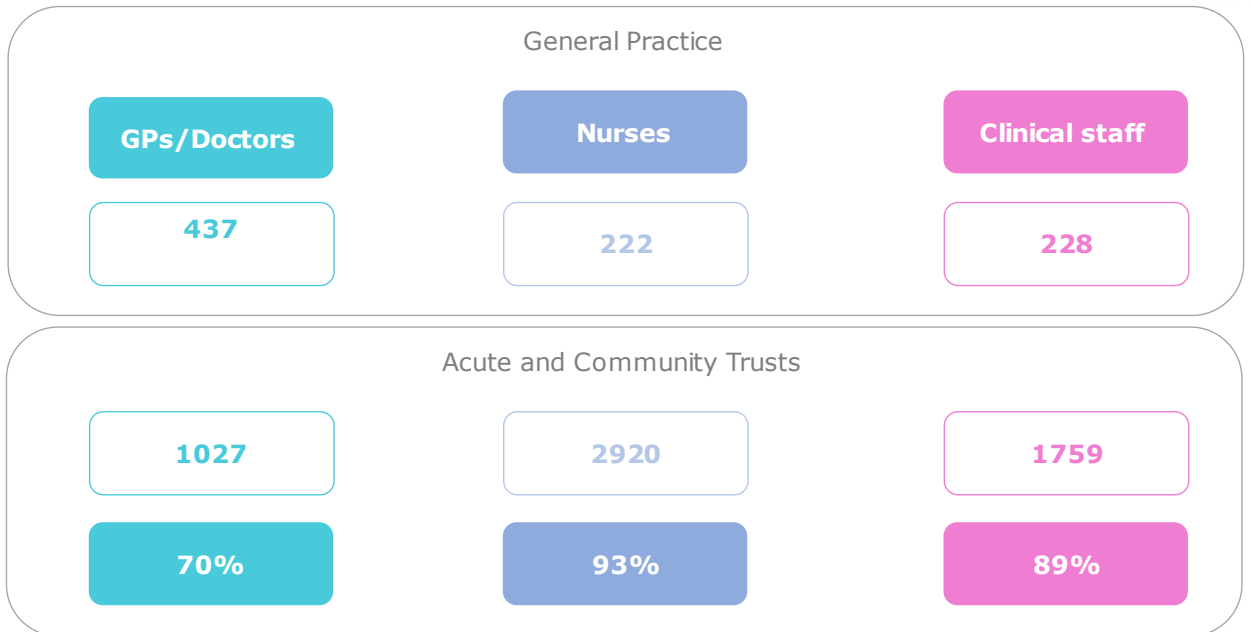 General Practice
GPs/Doctors
Nurses
Clinical staff
437
222
228
Acute and Community Trusts
1027
2920
1759
70%
93%
89%